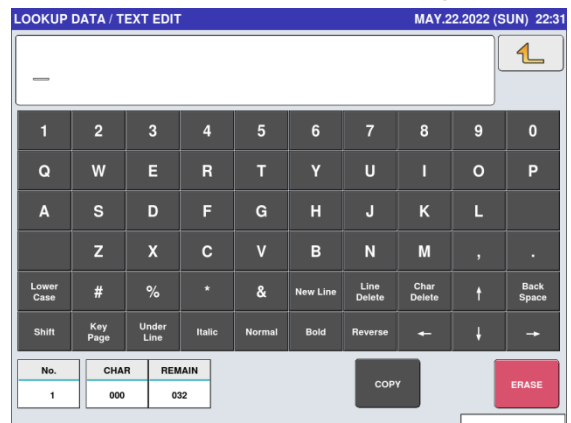 LOOKUP DATA / TEXT EDIT MAY.22.2022 (SUN) 22:31
_
1 2 3 4 5 6 7 8 9 0
Q W E R T Y U I O P
A S D F G H J K L
Z X C V B N M , .
Lower Case # % * & New Line Line Delete Char Delete ↑ Back Space
Shift Key Page Under Line Italic Normal Bold Reverse ← ↓ →
No. CHAR REMAIN COPY ERASE
1 000 032